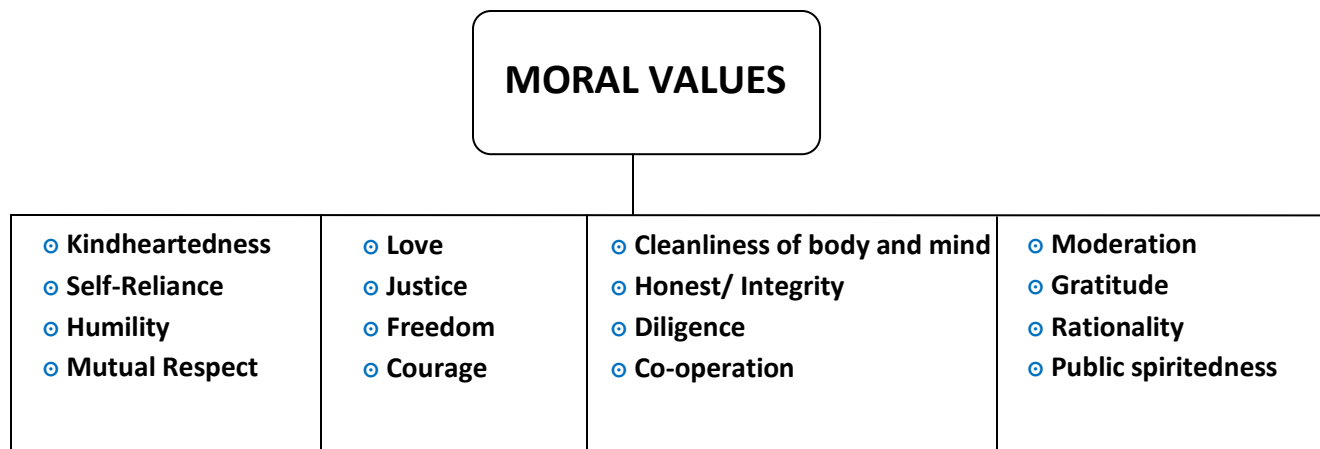 MORAL VALUES
Kindheartedness
Self-Reliance
Humility
Mutual Respect
Love
Justice
Freedom
Courage
Cleanliness of body and mind
Honest/ Integrity
Diligence
Co-operation
Moderation
Gratitude
Rationality
Public spiritedness